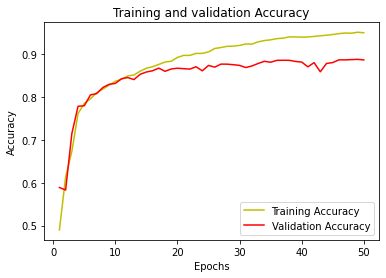 Training and validation Accuracy
Accuracy
0.9
0.8
0.7
0.6
0.5
Training Accuracy
Validation Accuracy
0
10
20
30
40
50
Epochs